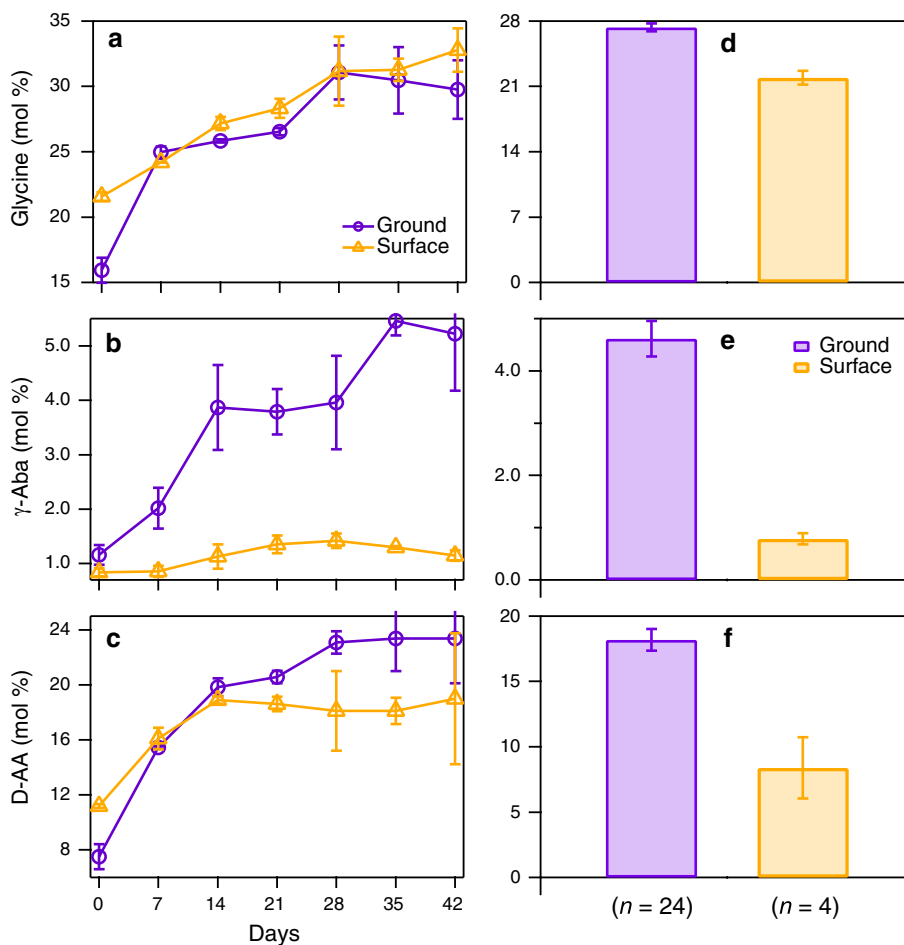 a
Glycine (mol %)
35
30
25
20
15
Ground
Surface
b
γ-Aba (mol %)
5.0
4.0
3.0
2.0
1.0
c
D-AA (mol %)
24
20
16
12
8
0 7 14 21 28 35 42
Days
d
28
21
14
7
0
e
4.0
2.0
0.0
Ground
Surface
f
20
15
10
5
0
(n = 24) (n = 4)